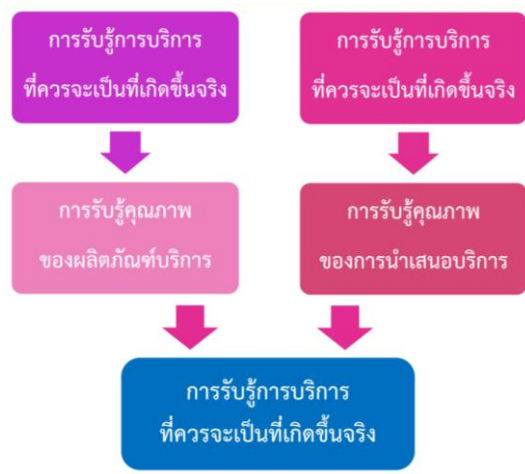 การรับรู้การบริการ
ที่ควรจะเป็นที่เกิดขึ้นจริง
การรับรู้การบริการ
ที่ควรจะเป็นที่เกิดขึ้นจริง
การรับรู้คุณภาพ
ของผลิตภัณฑ์บริการ
การรับรู้คุณภาพ
ของการนำเสนอบริการ
การรับรู้การบริการ
ที่ควรจะเป็นที่เกิดขึ้นจริง